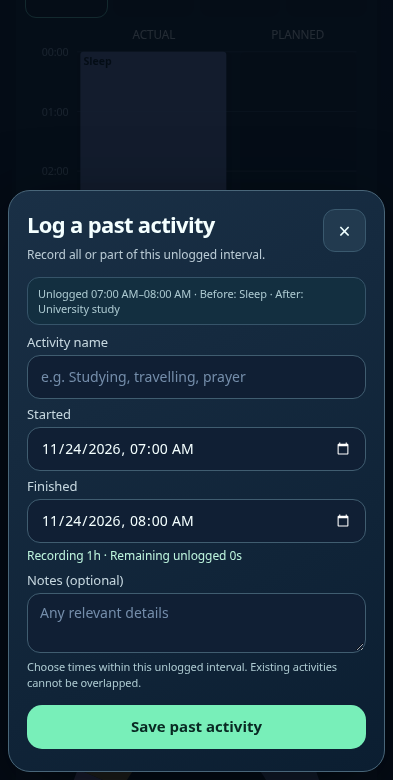 ACTUAL PLANNED
00:00
Sleep
01:00
02:00
Log a past activity
×
Record all or part of this unlogged interval.
Unlogged 07:00 AM–08:00 AM · Before: Sleep · After:
University study
Activity name
e.g. Studying, travelling, prayer
Started
11/24/2026, 07:00 AM
Finished
11/24/2026, 08:00 AM
Recording 1h · Remaining unlogged 0s
Notes (optional)
Any relevant details
Choose times within this unlogged interval. Existing activities
cannot be overlapped.
Save past activity